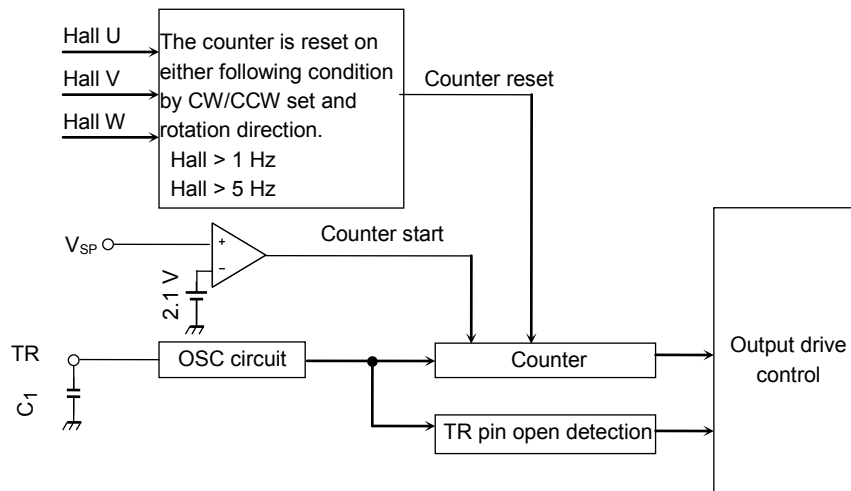 Hall U
Hall V
Hall W
The counter is reset on
either following condition
by CW/CCW set and
rotation direction.
Hall > 1 Hz
Hall > 5 Hz
Counter reset
VSP
+
−
2.1 V
Counter start
TR
C1
OSC circuit
Counter
TR pin open detection
Output drive
control